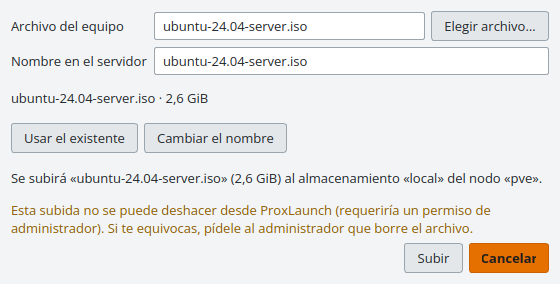 Archivo del equipo ubuntu-24.04-server.iso Elegir archivo...
Nombre en el servidor ubuntu-24.04-server.iso
ubuntu-24.04-server.iso · 2,6 GiB
Usar el existente Cambiar el nombre
Se subirá «ubuntu-24.04-server.iso» (2,6 GiB) al almacenamiento «local» del nodo «pve».
Esta subida no se puede deshacer desde ProxLaunch (requeriría un permiso de
administrador). Si te equivocas, pídele al administrador que borre el archivo.
Subir Cancelar